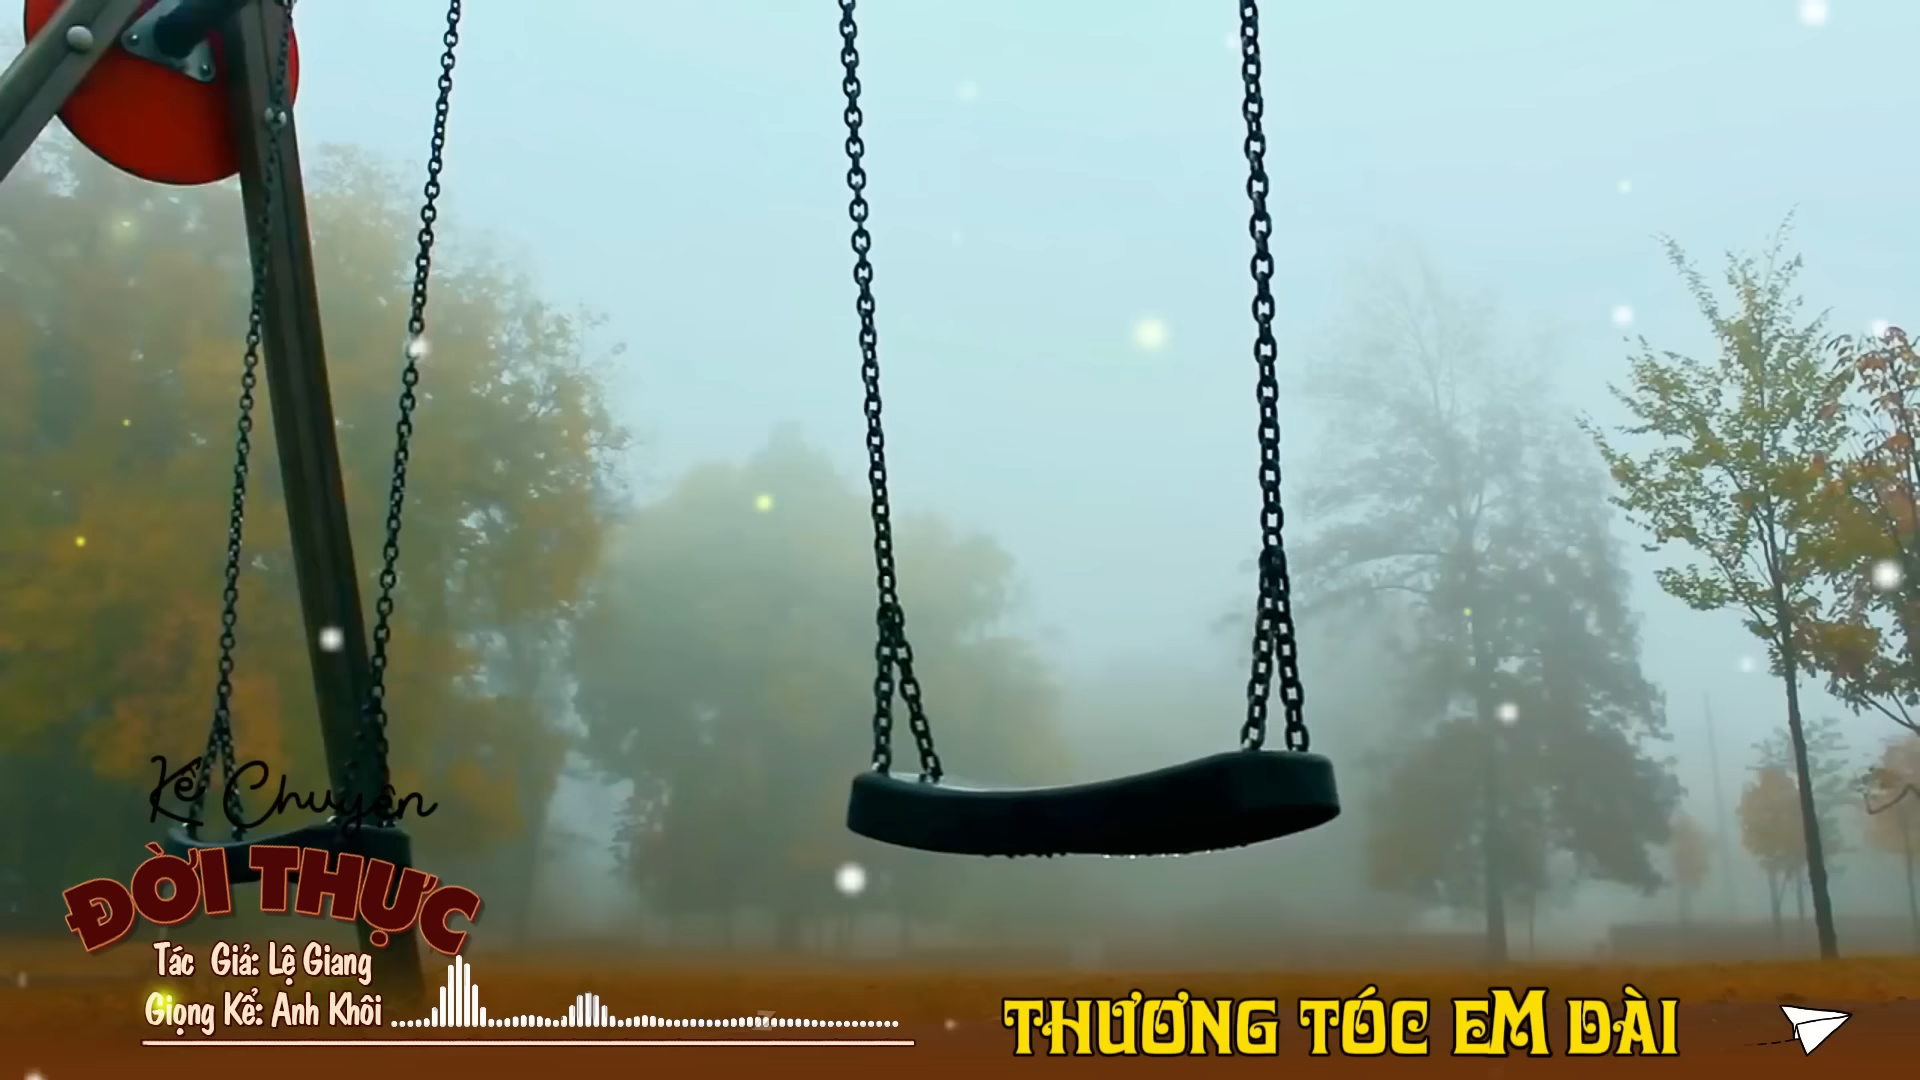 Kể Chuyện
ĐỜI THỰC
Tác Giả: Lệ Giang
Giọng Kể: Anh Khôi
THƯƠNG TÓC EM DÀI